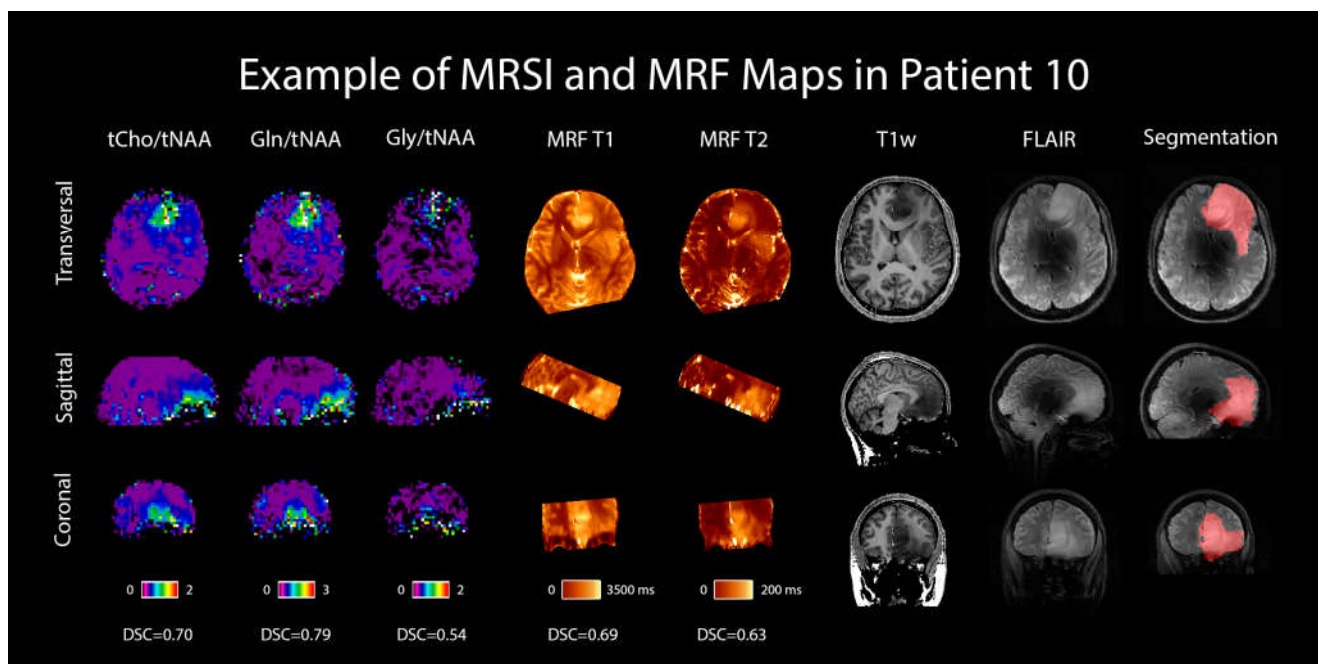 Example of MRSI and MRF Maps in Patient 10
tCho/tNAA Gln/tNAA Gly/tNAA MRF T1 MRF T2 T1w FLAIR Segmentation
Transversal
Sagittal
Coronal
0 2 0 3 0 2 0 3500 ms 0 200 ms
DSC=0.70 DSC=0.79 DSC=0.54 DSC=0.69 DSC=0.63